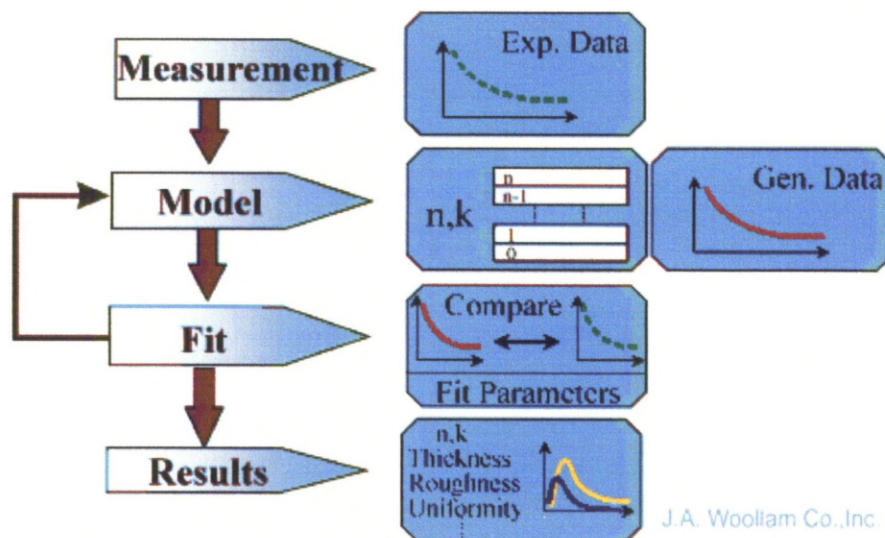 Measurement
Exp. Data
Model
n,k
n
n-1
1
0
Gen. Data
Fit
Compare
Fit Parameters
Results
n,k
Thickness
Roughness
Uniformity
J.A. Woollam Co.,Inc.